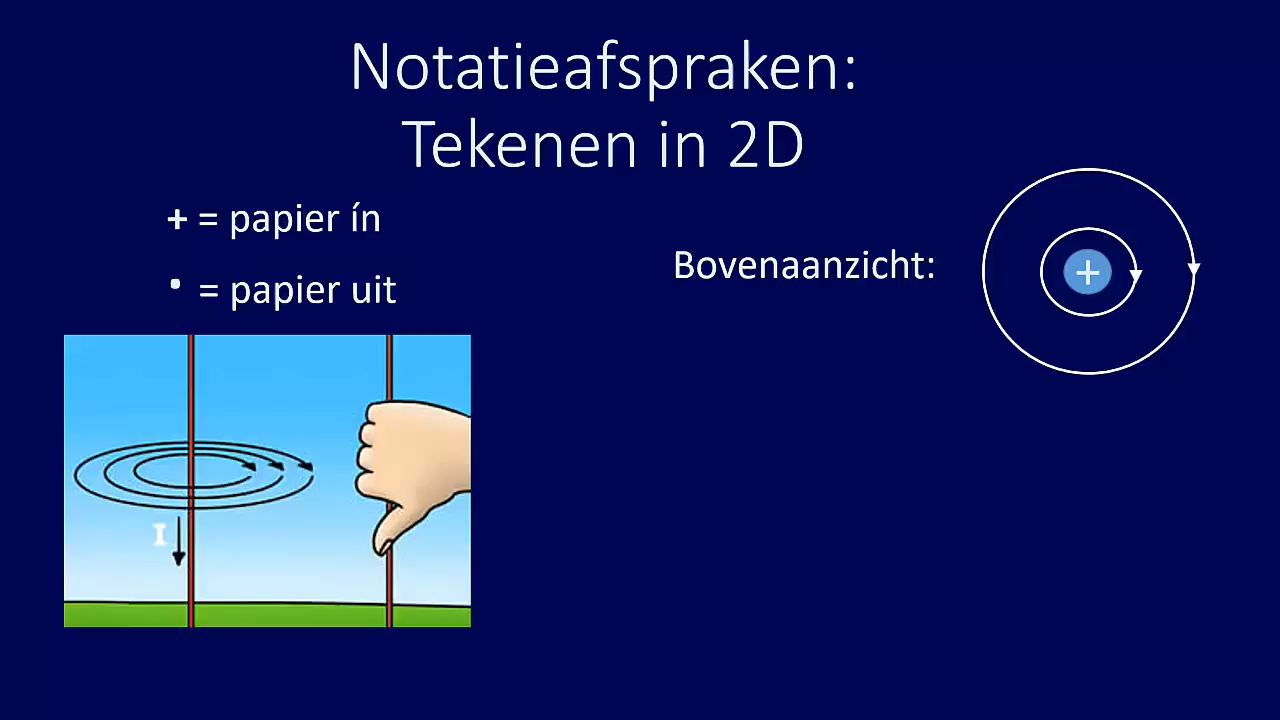 Notatieafspraken:
Tekenen in 2D
+ = papier ín
• = papier uit
Bovenaanzicht:
+
I